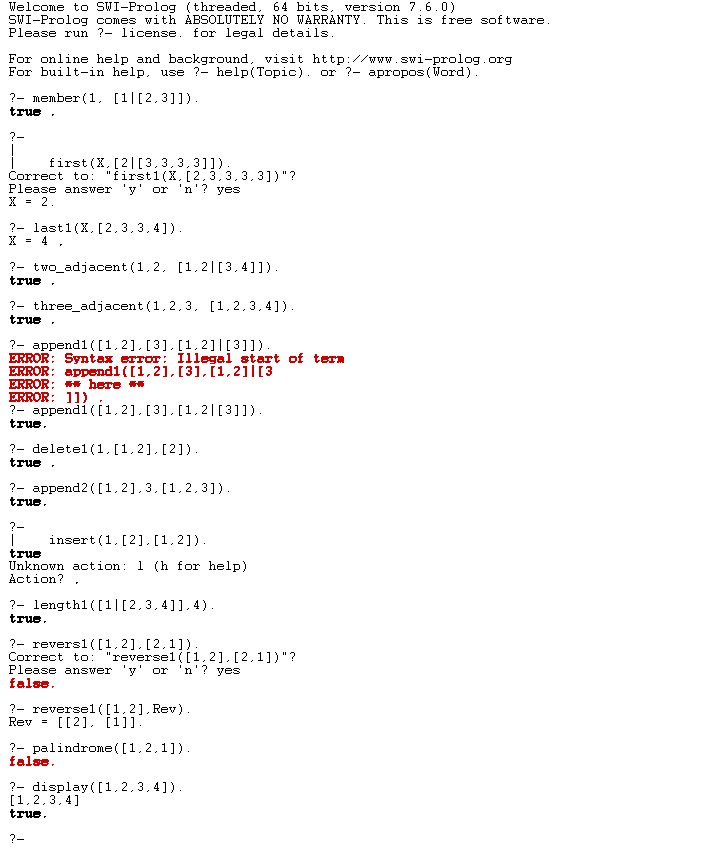 Welcome to SWI-Prolog (threaded, 64 bits, version 7.6.0)
SWI-Prolog comes with ABSOLUTELY NO WARRANTY. This is free software.
Please run ?- license. for legal details.

For online help and background, visit http://www.swi-prolog.org
For built-in help, use ?- help(Topic). or ?- apropos(Word).

?- member(1, [1|[2,3]]).
true .

?-
|
|    first(X,[2|[3,3,3,3]]).
Correct to: "first1(X,[2,3,3,3,3])"?
Please answer 'y' or 'n'? yes
X = 2.

?- last1(X,[2,3,3,4]).
X = 4 .

?- two_adjacent(1,2, [1,2|[3,4]]).
true .

?- three_adjacent(1,2,3, [1,2,3,4]).
true .

?- append1([1,2],[3],[1,2]|[3]]).
ERROR: Syntax error: Illegal start of term
ERROR: append1([1,2],[3],[1,2]|[3
ERROR: ** here **
ERROR: ]]) .
?- append1([1,2],[3],[1,2|[3]]).
true.

?- delete1(1,[1,2],[2]).
true .

?- append2([1,2],3,[1,2,3]).
true.

?-
|    insert(1,[2],[1,2]).
true
Unknown action: l (h for help)
Action? .

?- length1([1|[2,3,4]],4).
true.

?- revers1([1,2],[2,1]).
Correct to: "reverse1([1,2],[2,1])"?
Please answer 'y' or 'n'? yes
false.

?- reverse1([1,2],Rev).
Rev = [[2], [1]].

?- palindrome([1,2,1]).
false.

?- display([1,2,3,4]).
[1,2,3,4]
true.

?-